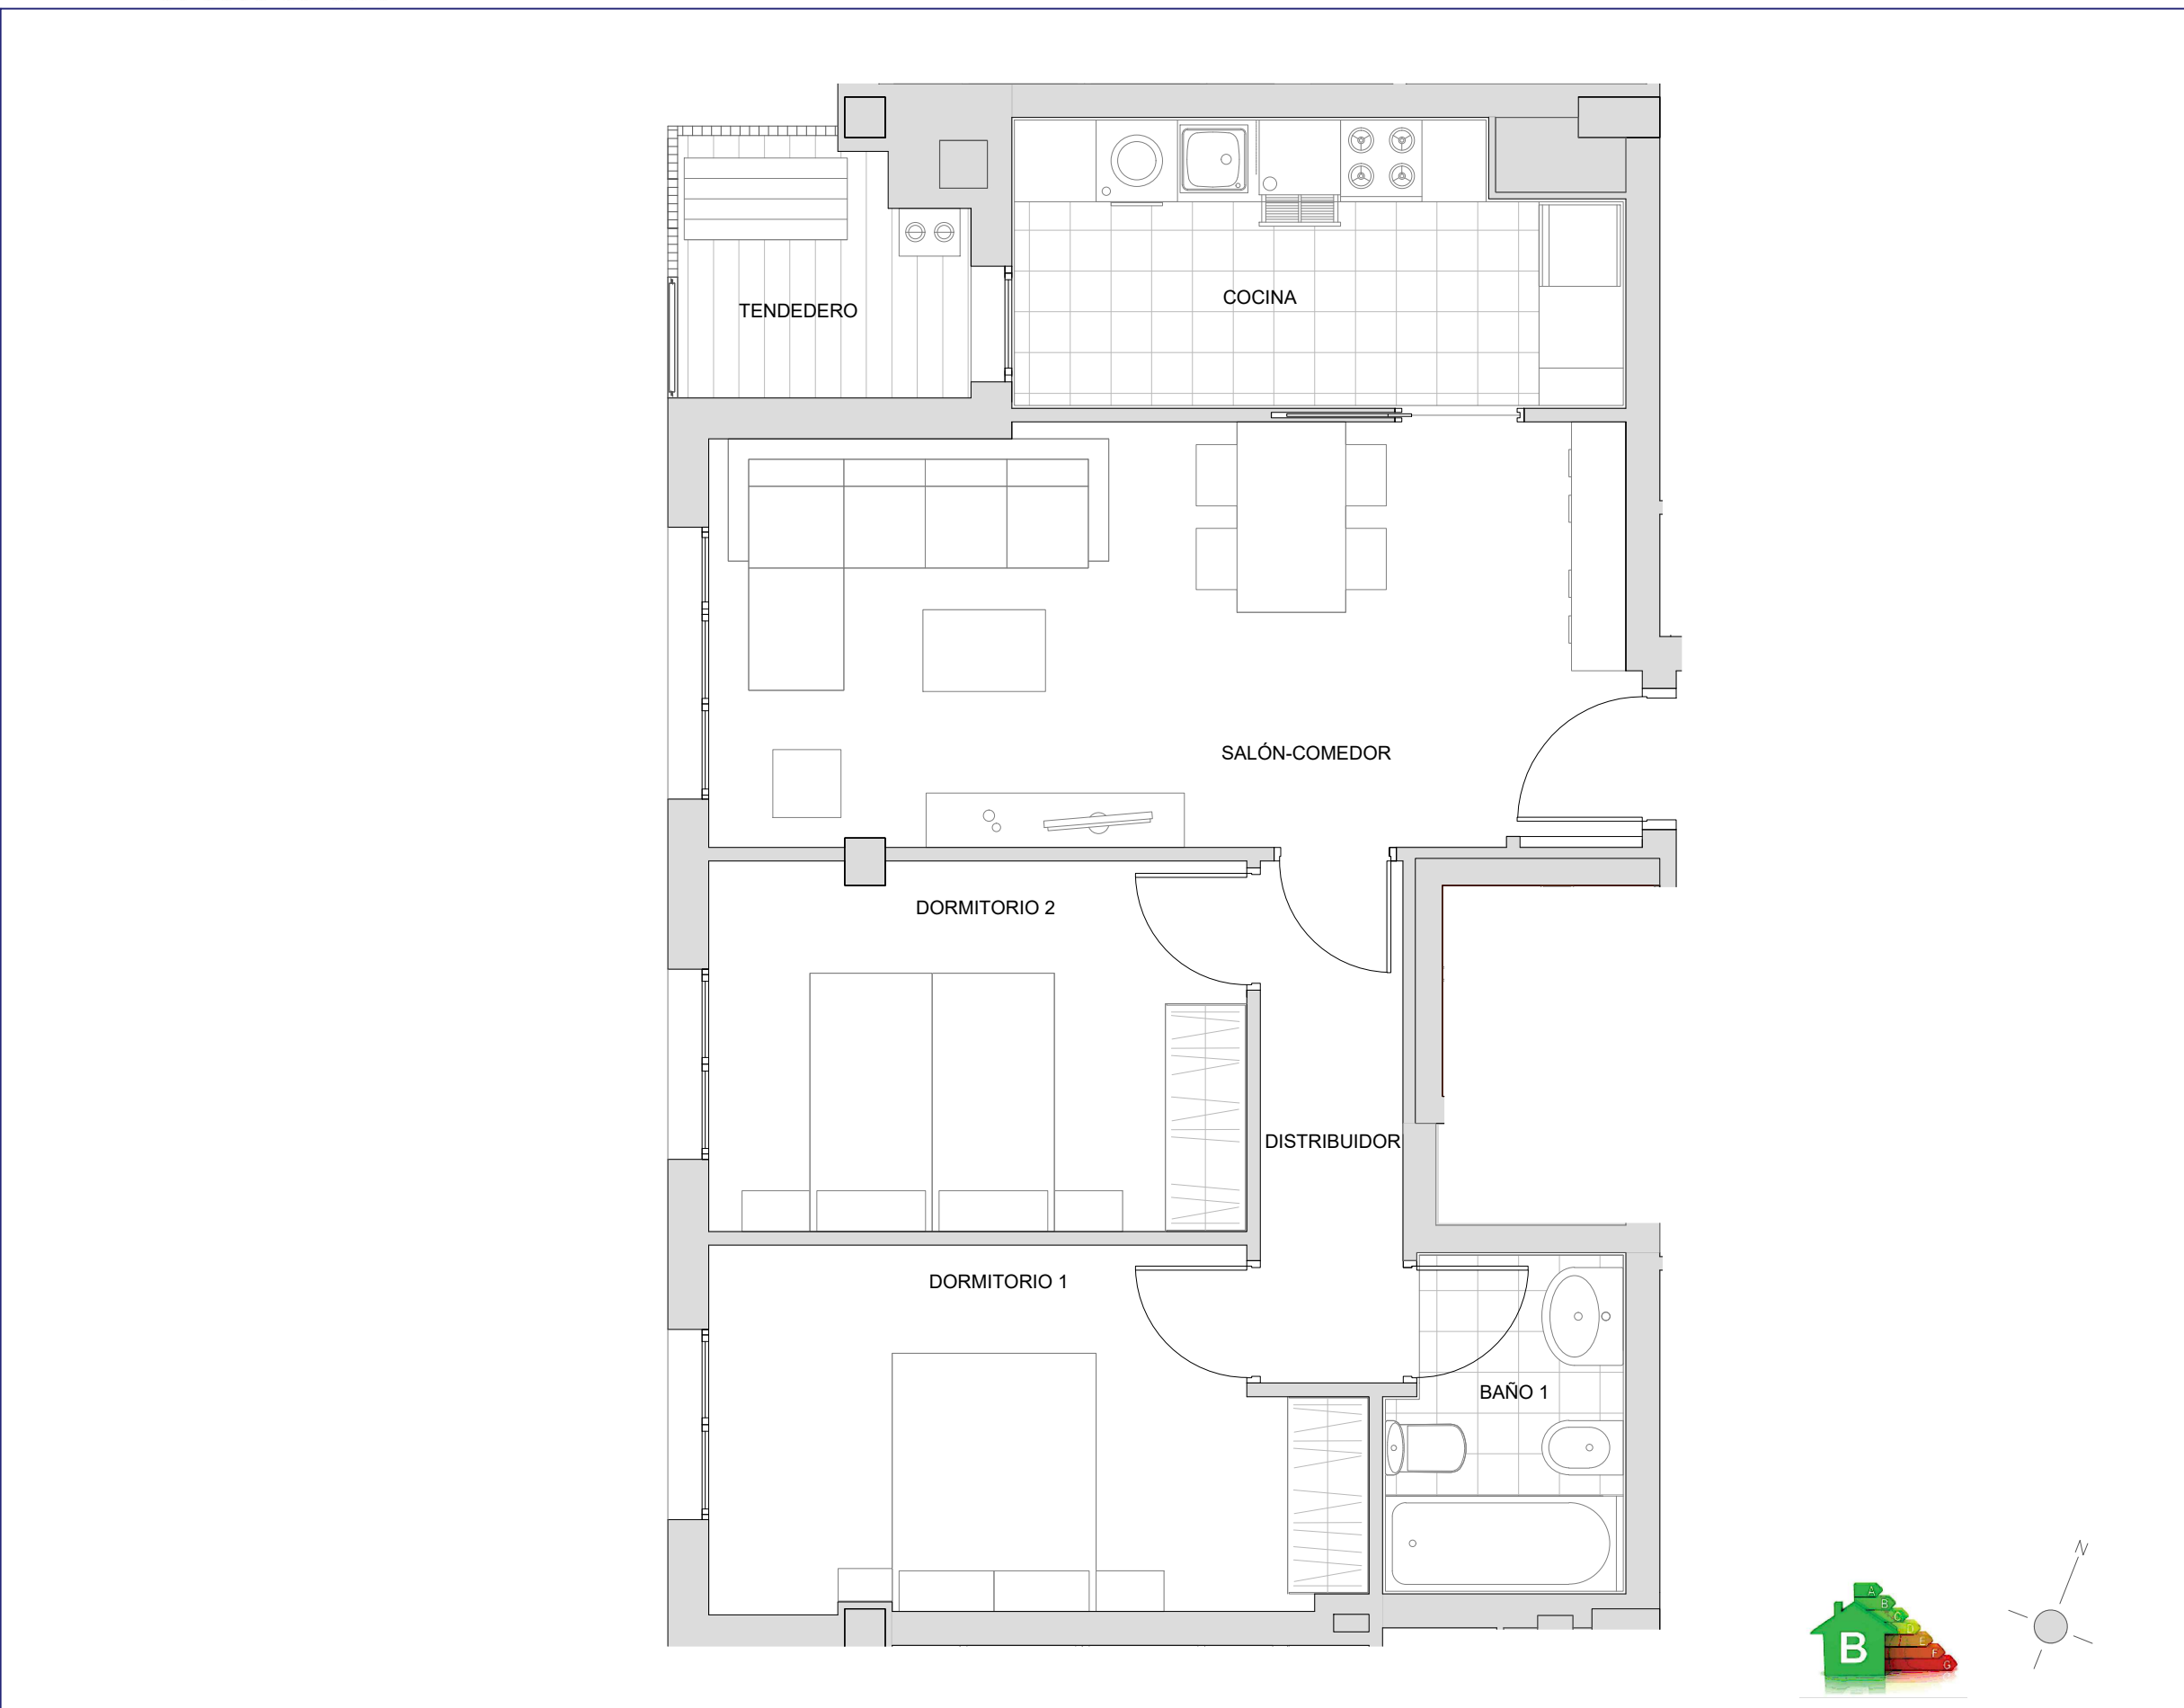 COCINA
TENDEDERO
SALÓN-COMEDOR
DORMITORIO 2
DISTRIBUIDOR
DORMITORIO 1
BAÑO 1
N
A
B
C
D
E
F
G
B